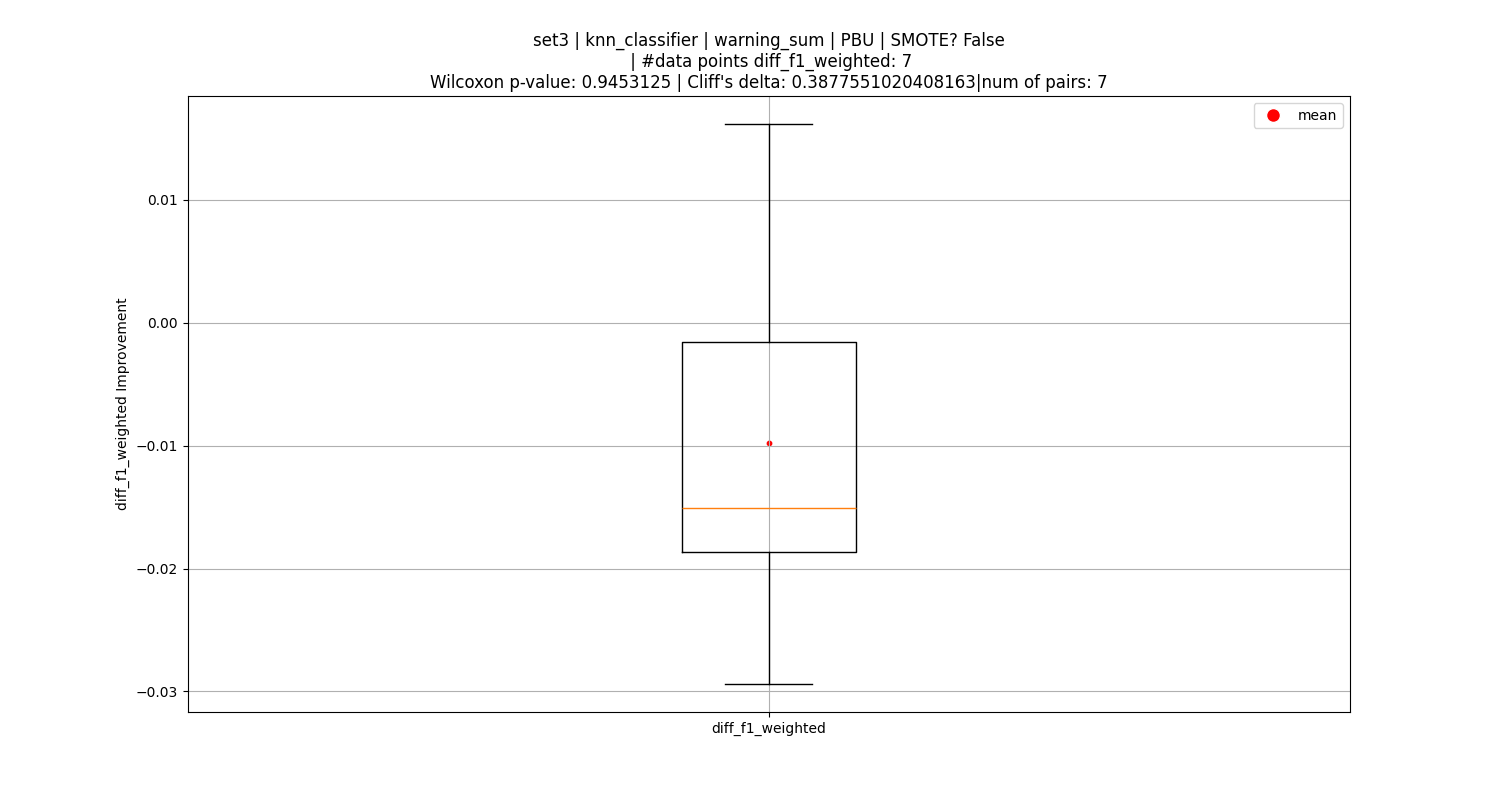 set3 | knn_classifier | warning_sum | PBU | SMOTE? False
| #data points diff_f1_weighted: 7
Wilcoxon p-value: 0.9453125 | Cliff's delta: 0.3877551020408163|num of pairs: 7
mean
0.01
0.00
−0.01
−0.02
−0.03
diff_f1_weighted Improvement
diff_f1_weighted